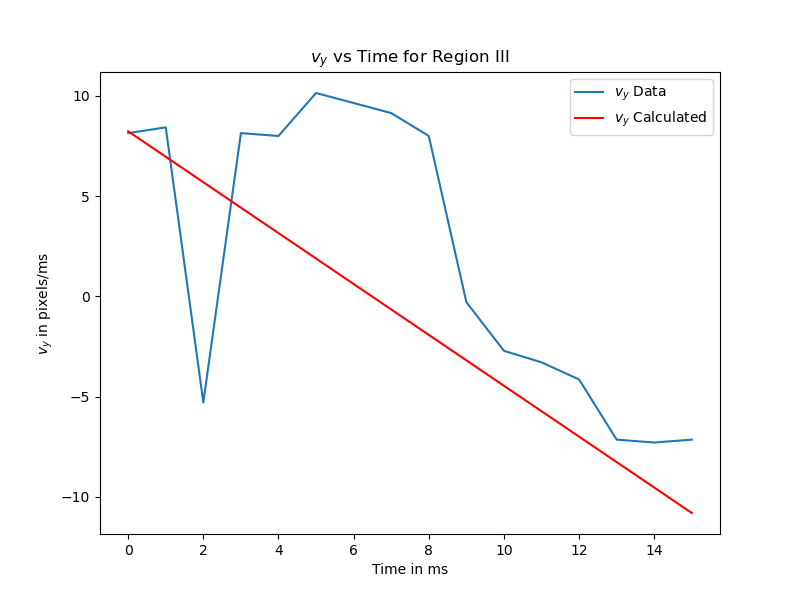 v_y vs Time for Region III
v_y Data
v_y Calculated
10
5
0
−5
−10
v_y in pixels/ms
0 2 4 6 8 10 12 14
Time in ms